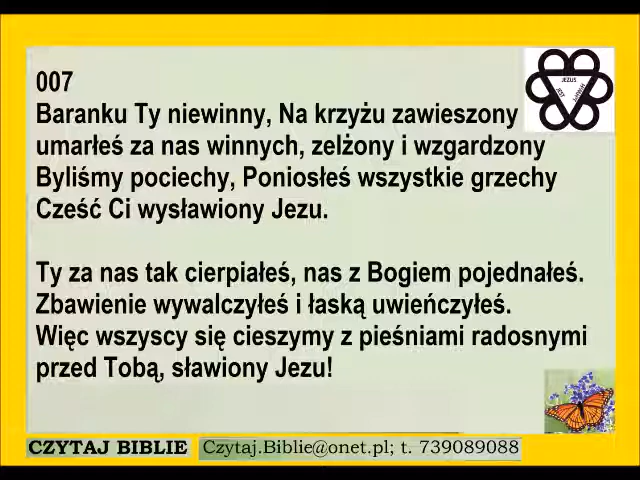 007
Baranku Ty niewinny, Na krzyżu zawieszony
umarłeś za nas winnych, zelżony i wzgardzony
Byliśmy pociechy, Poniosłeś wszystkie grzechy
Cześć Ci wysławiony Jezu.
Ty za nas tak cierpiałeś, nas z Bogiem pojednałeś.
Zbawienie wywalczyłeś i łaską uwieńczyłeś.
Więc wszyscy się cieszymy z pieśniami radosnymi
przed Tobą, sławiony Jezu!
JEZUS
JEST
CZYTAJ BIBLIE Czytaj.Biblie@onet.pl; t. 739089088